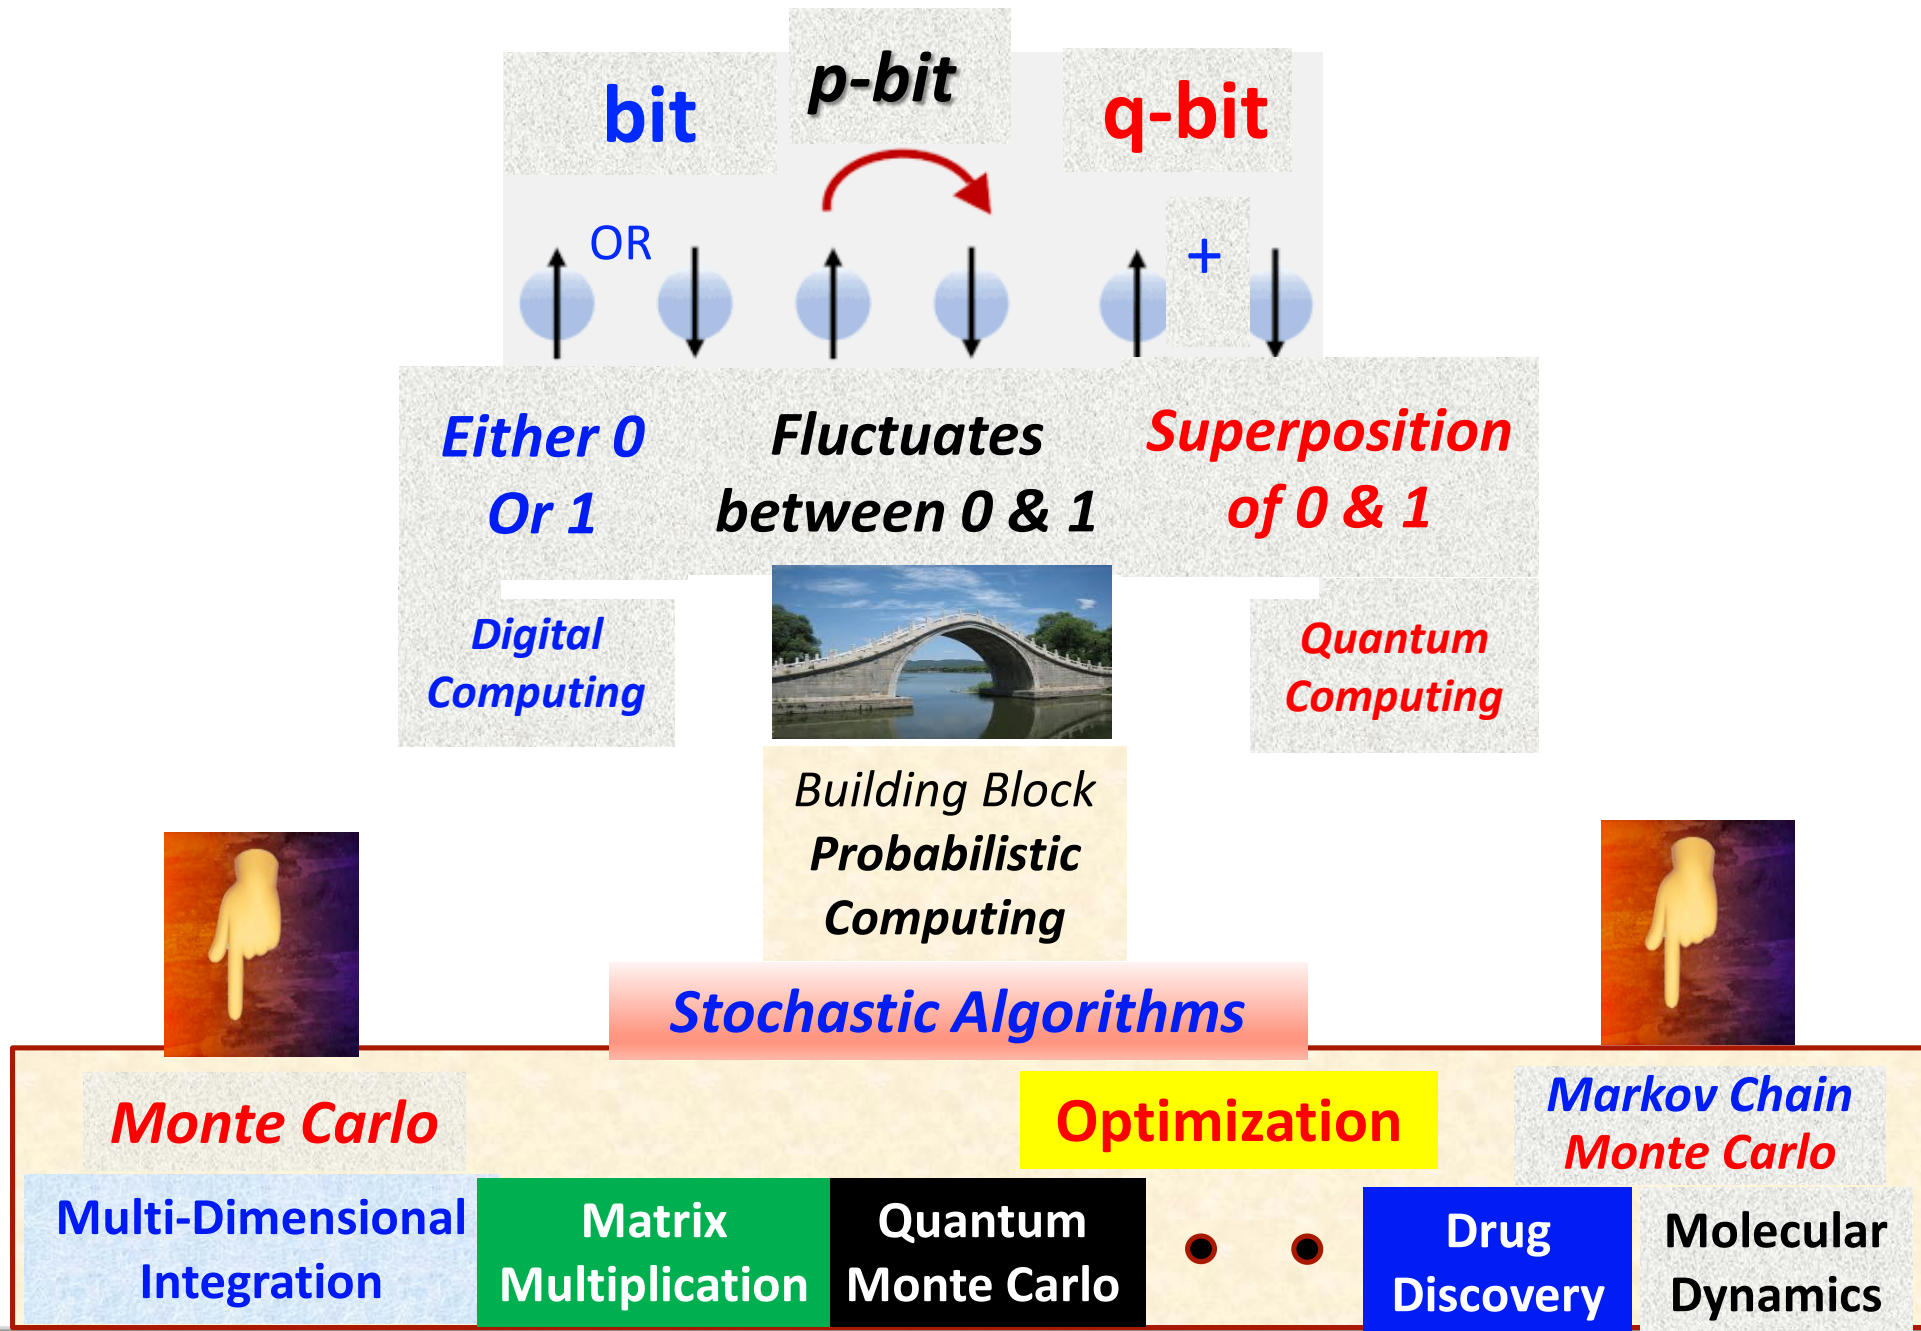 bit
p-bit
q-bit
OR
+
Either 0
Or 1
Fluctuates
between 0 & 1
Superposition
of 0 & 1
Digital
Computing
Quantum
Computing
Building Block
Probabilistic
Computing
Stochastic Algorithms
Monte Carlo
Optimization
Markov Chain
Monte Carlo
Multi-Dimensional
Integration
Matrix
Multiplication
Quantum
Monte Carlo
Drug
Discovery
Molecular
Dynamics